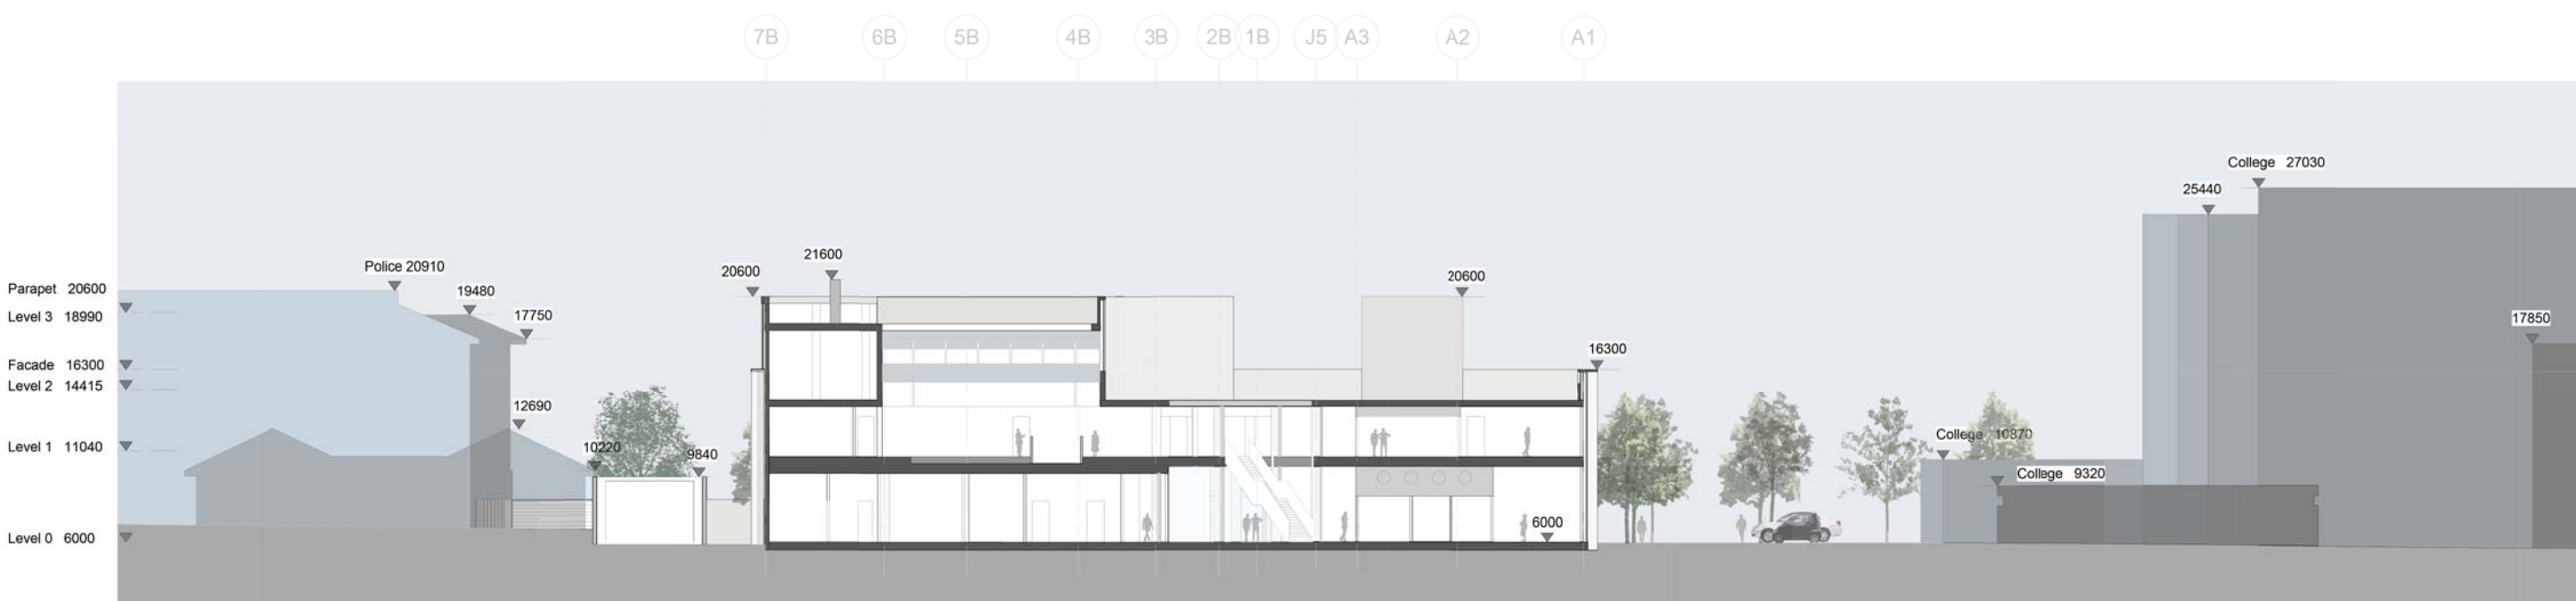 7B 6B 5B 4B 3B 2B 1B J5 A3 A2 A1
College 27030
25440
21600
Police 20910
20600
20600
Parapet 20600
19480
Level 3 18990
17750
17850
16300
Facade 16300
Level 2 14415
12690
College 10870
Level 1 11040
10220
9840
College 9320
6000
Level 0 6000